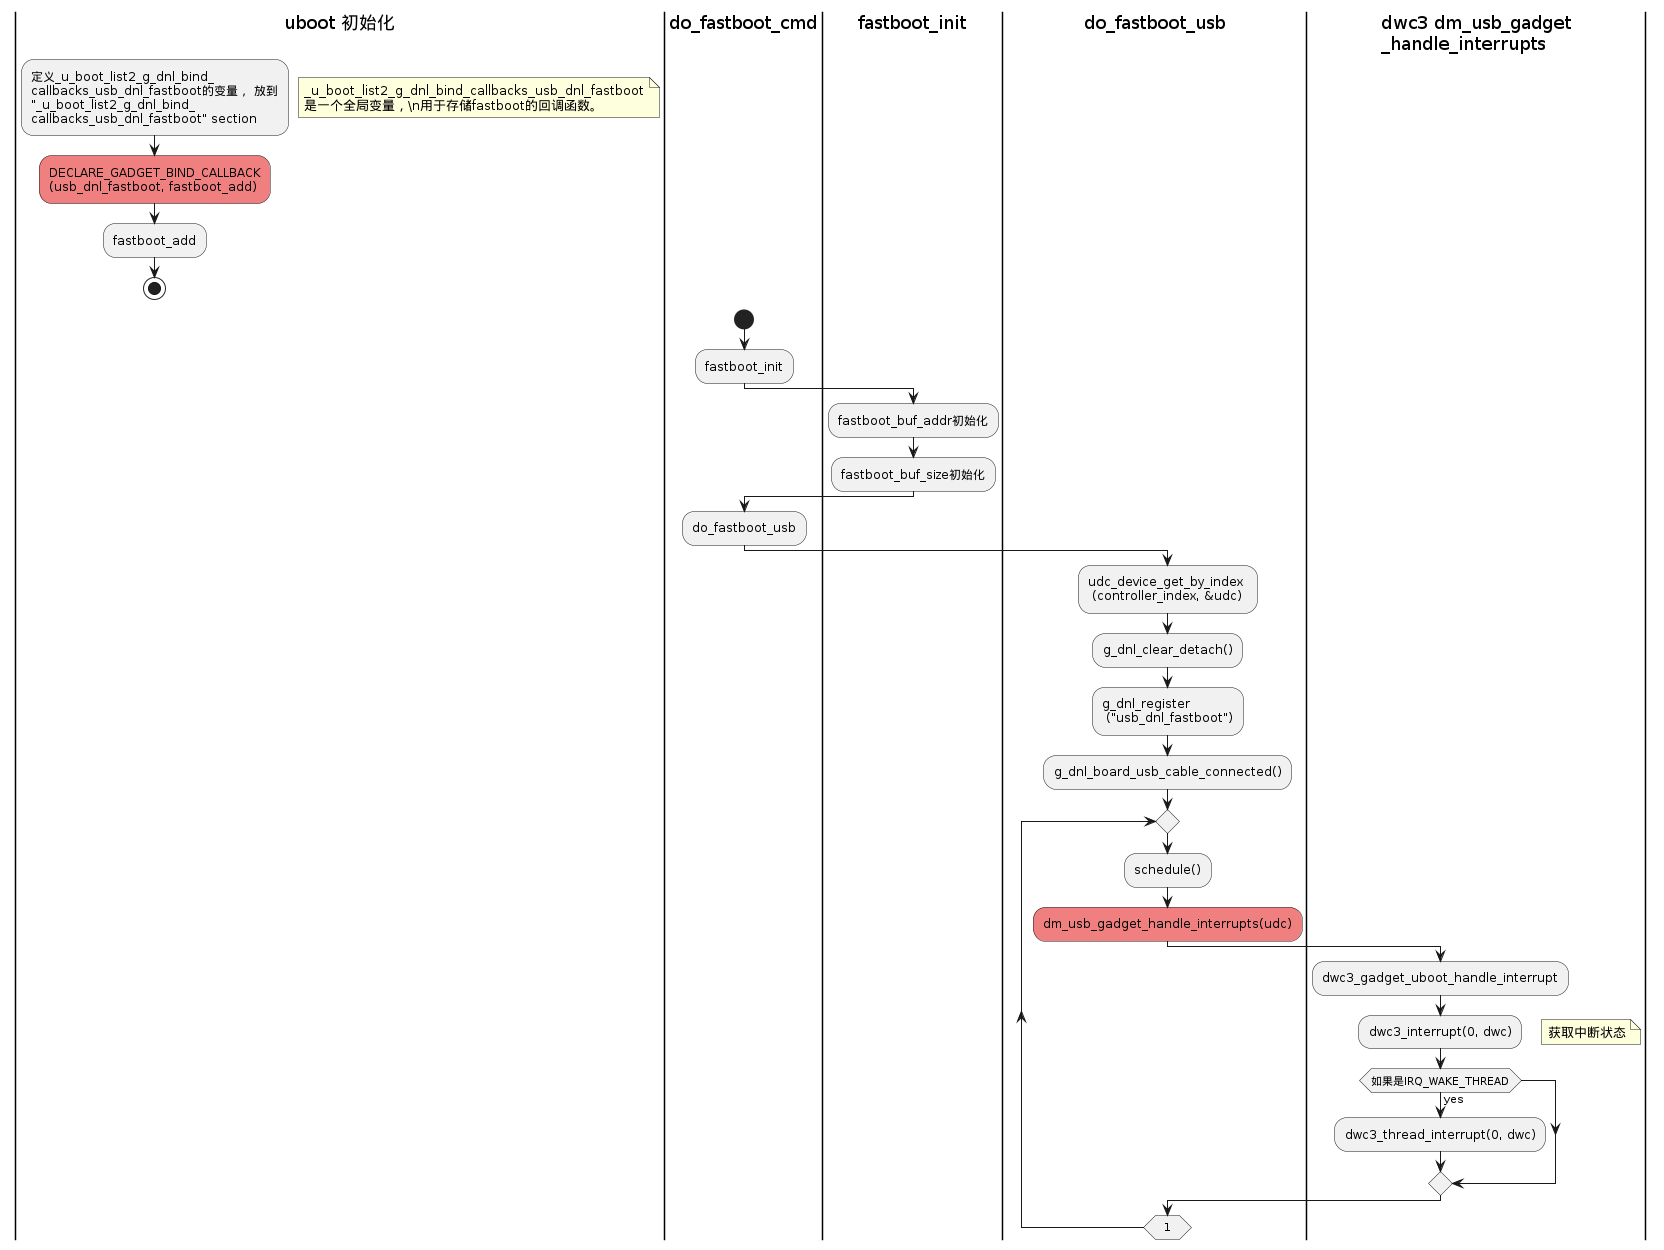 uboot 初始化
do_fastboot_cmd
fastboot_init
do_fastboot_usb
dwc3 dm_usb_gadget
_handle_interrupts
定义_u_boot_list2_g_dnl_bind_
callbacks_usb_dnl_fastboot的变量 ， 放到
"_u_boot_list2_g_dnl_bind_
callbacks_usb_dnl_fastboot" section
_u_boot_list2_g_dnl_bind_callbacks_usb_dnl_fastboot
是一个全局变量，\n用于存储fastboot的回调函数。
DECLARE_GADGET_BIND_CALLBACK
(usb_dnl_fastboot, fastboot_add)
fastboot_add
fastboot_init
fastboot_buf_addr初始化
fastboot_buf_size初始化
do_fastboot_usb
udc_device_get_by_index
(controller_index, &udc)
g_dnl_clear_detach()
g_dnl_register
("usb_dnl_fastboot")
g_dnl_board_usb_cable_connected()
schedule()
dm_usb_gadget_handle_interrupts(udc)
dwc3_gadget_uboot_handle_interrupt
dwc3_interrupt(0, dwc)
获取中断状态
如果是IRQ_WAKE_THREAD
yes
dwc3_thread_interrupt(0, dwc)
1